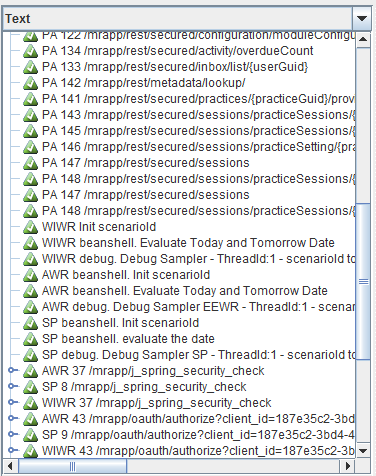 Text
PA 132 /mrapp/rest/secured/configuration/moduleConfigu
PA 134 /mrapp/rest/secured/activity/overdueCount
PA 133 /mrapp/rest/secured/inbox/list/{userGuid}
PA 142 /mrapp/rest/metadata/lookup/
PA 141 /mrapp/rest/secured/practices/{practiceGuid}/provi
PA 143 /mrapp/rest/secured/sessions/practiceSessions/{
PA 145 /mrapp/rest/secured/sessions/practiceSessions/{
PA 146 /mrapp/rest/secured/sessions/practiceSetting/{pra
PA 147 /mrapp/rest/secured/sessions
PA 148 /mrapp/rest/secured/sessions/practiceSessions/{
PA 147 /mrapp/rest/secured/sessions
PA 148 /mrapp/rest/secured/sessions/practiceSessions/{
WIWR Init scenarioId
WIWR beanshell. Evaluate Today and Tomorrow Date
WIWR debug. Debug Sampler - ThreadId:1 - scenarioId to
AWR beanshell. Init scenarioId
AWR beanshell. Evaluate Today and Tomorrow Date
AWR debug. Debug Sampler EEWR - ThreadId:1 - scenar
SP beanshell. Init scenarioId
SP beanshell. evaluate the date
SP debug. Debug Sampler SP - ThreadId:1 - scenarioId to
AWR 37 /mrapp/j_spring_security_check
SP 8 /mrapp/j_spring_security_check
WIWR 37 /mrapp/j_spring_security_check
AWR 43 /mrapp/oauth/authorize?client_id=187e35c2-3bd
SP 9 /mrapp/oauth/authorize?client_id=187e35c2-3bd4-4
WIWR 43 /mrapp/oauth/authorize?client_id=187e35c2-3b